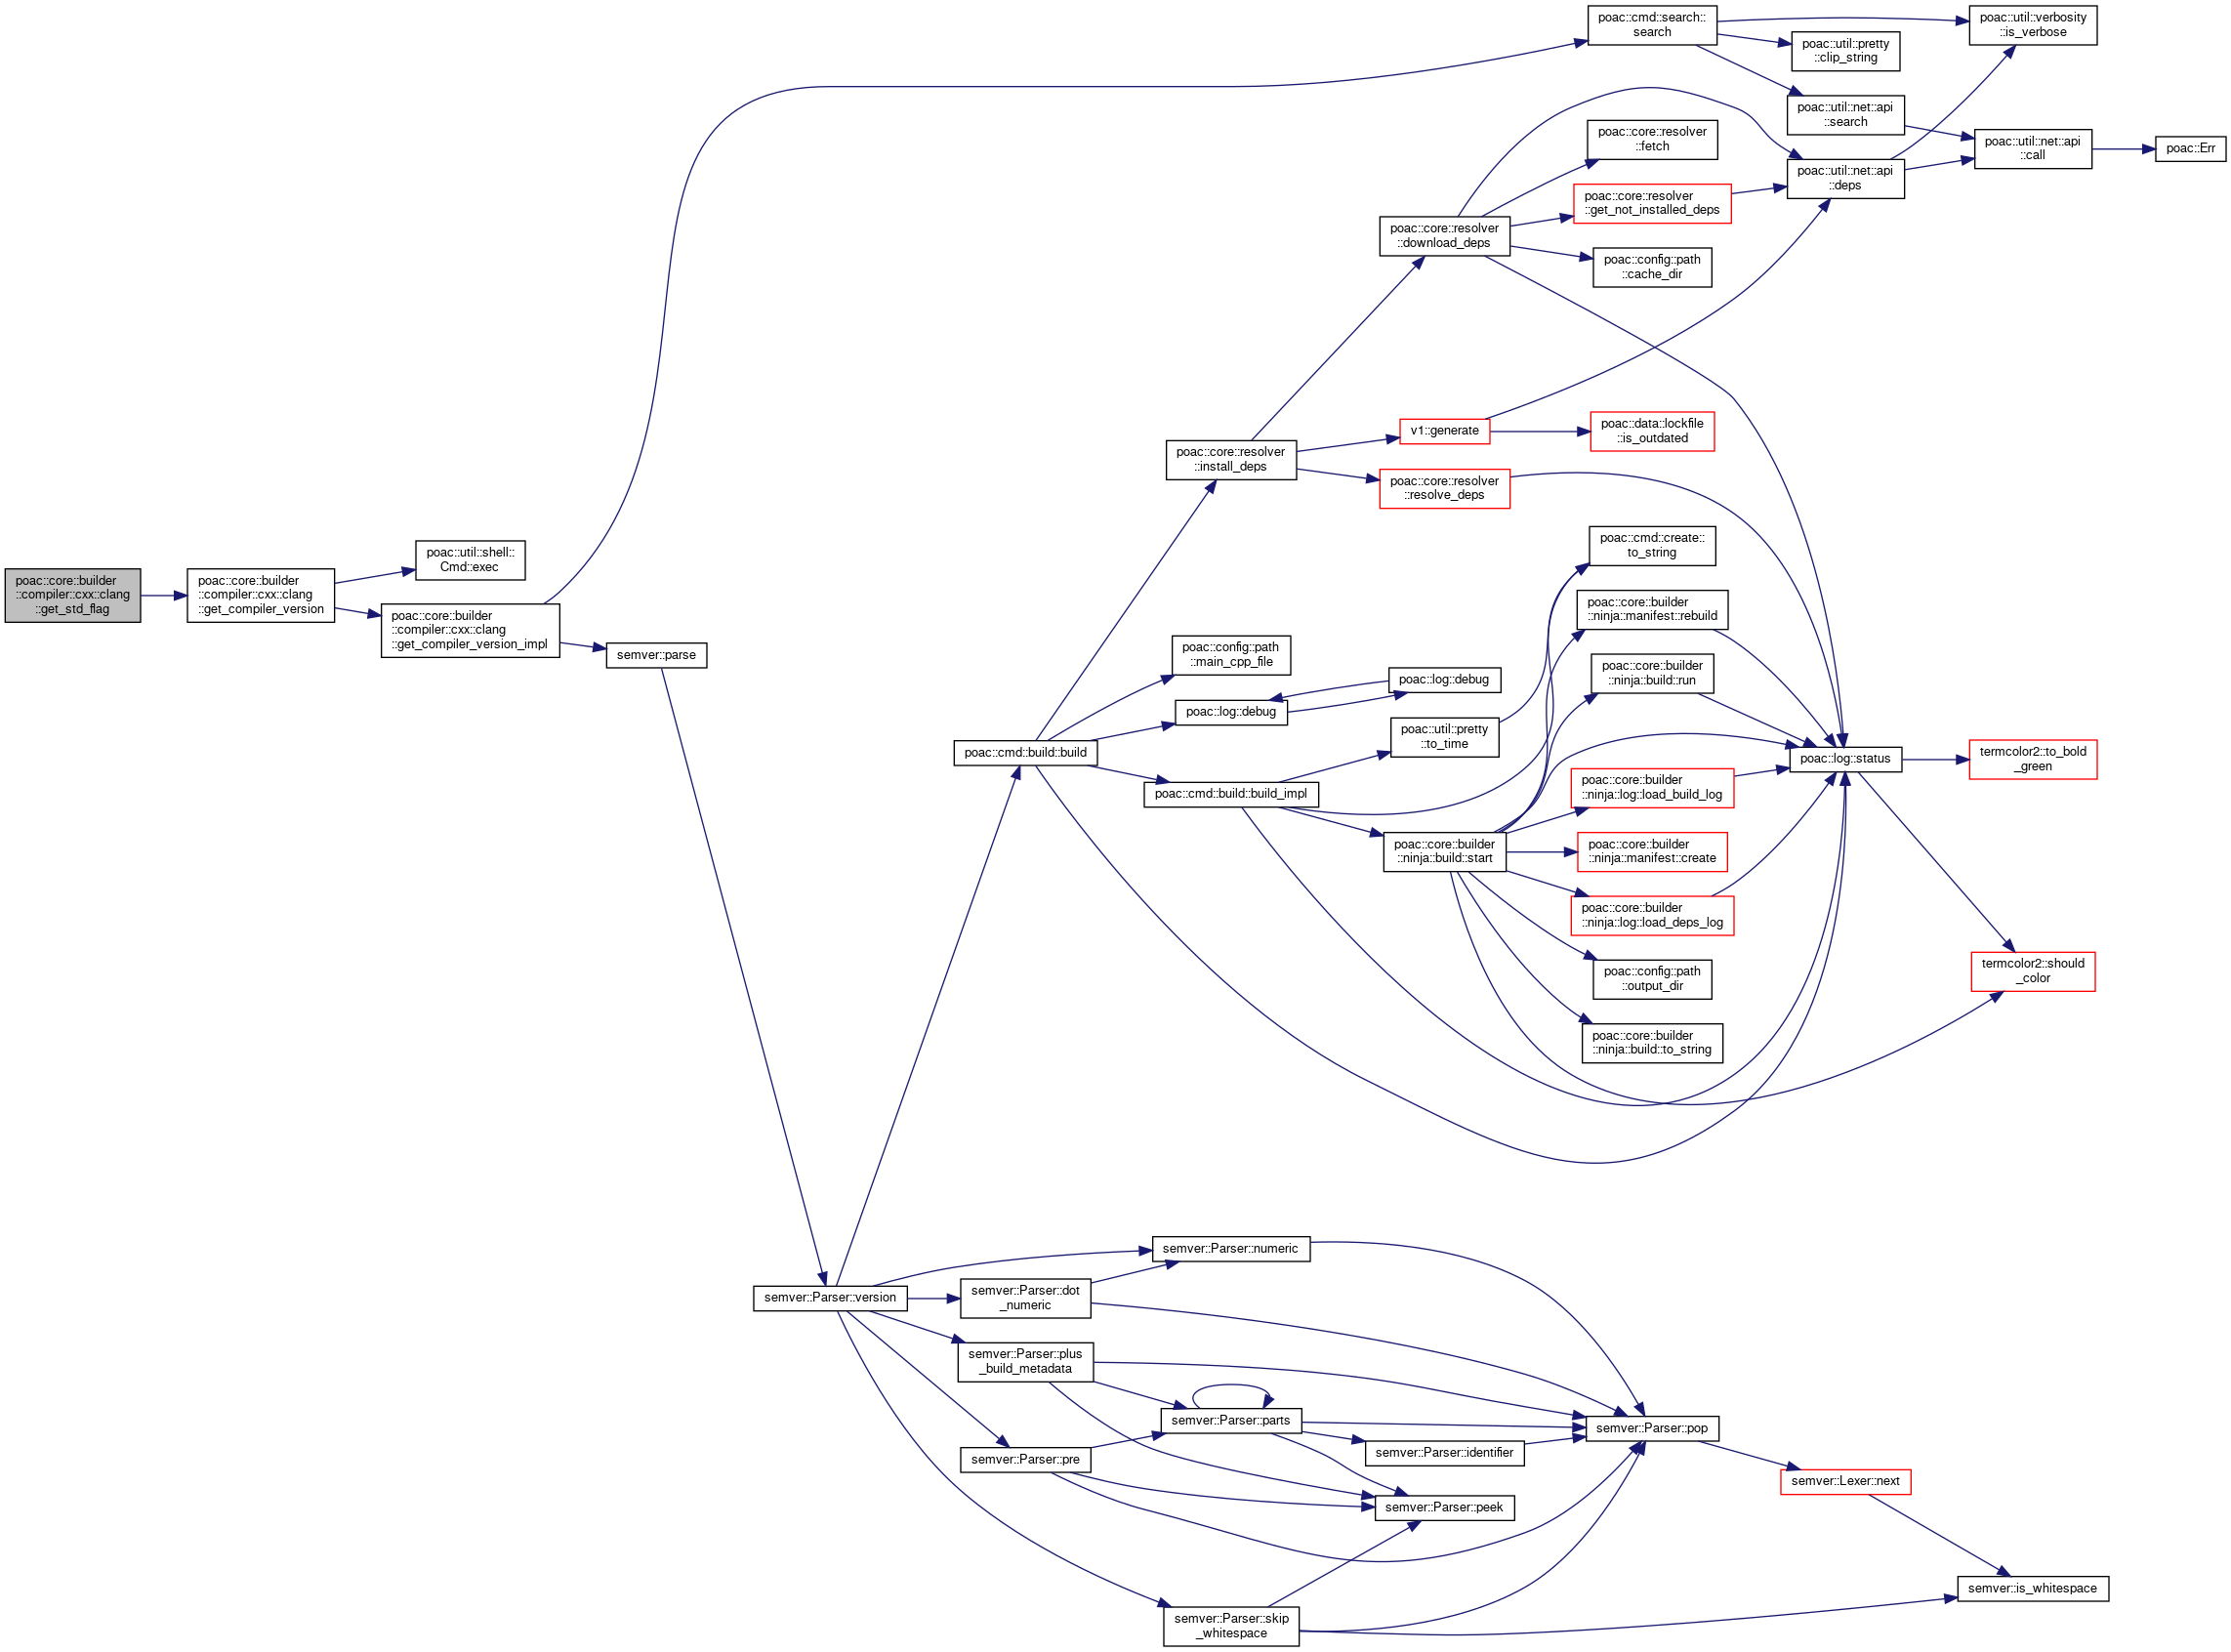 poac::core::builder
::compiler::cxx::clang
::get_std_flag
poac::core::builder
::compiler::cxx::clang
::get_compiler_version
poac::util::shell::
Cmd::exec
poac::core::builder
::compiler::cxx::clang
::get_compiler_version_impl
semver::parse
poac::cmd::search::
search
poac::util::verbosity
::is_verbose
poac::util::pretty
::clip_string
poac::util::net::api
::search
poac::util::net::api
::call
poac::Err
poac::util::net::api
::deps
poac::core::resolver
::fetch
poac::core::resolver
::get_not_installed_deps
poac::core::resolver
::download_deps
poac::config::path
::cache_dir
v1::generate
poac::data::lockfile
::is_outdated
poac::core::resolver
::install_deps
poac::core::resolver
::resolve_deps
poac::cmd::create::
to_string
poac::core::builder
::ninja::manifest::rebuild
poac::config::path
::main_cpp_file
poac::log::debug
poac::log::debug
poac::core::builder
::ninja::build::run
poac::util::pretty
::to_time
poac::cmd::build::build
poac::cmd::build::build_impl
poac::log::status
termcolor2::to_bold
_green
poac::core::builder
::ninja::log::load_build_log
poac::core::builder
::ninja::build::start
poac::core::builder
::ninja::manifest::create
poac::core::builder
::ninja::log::load_deps_log
poac::config::path
::output_dir
termcolor2::should
_color
poac::core::builder
::ninja::build::to_string
semver::Parser::version
semver::Parser::numeric
semver::Parser::dot
_numeric
semver::Parser::plus
_build_metadata
semver::Parser::parts
semver::Parser::pre
semver::Parser::identifier
semver::Parser::pop
semver::Parser::peek
semver::Lexer::next
semver::is_whitespace
semver::Parser::skip
_whitespace